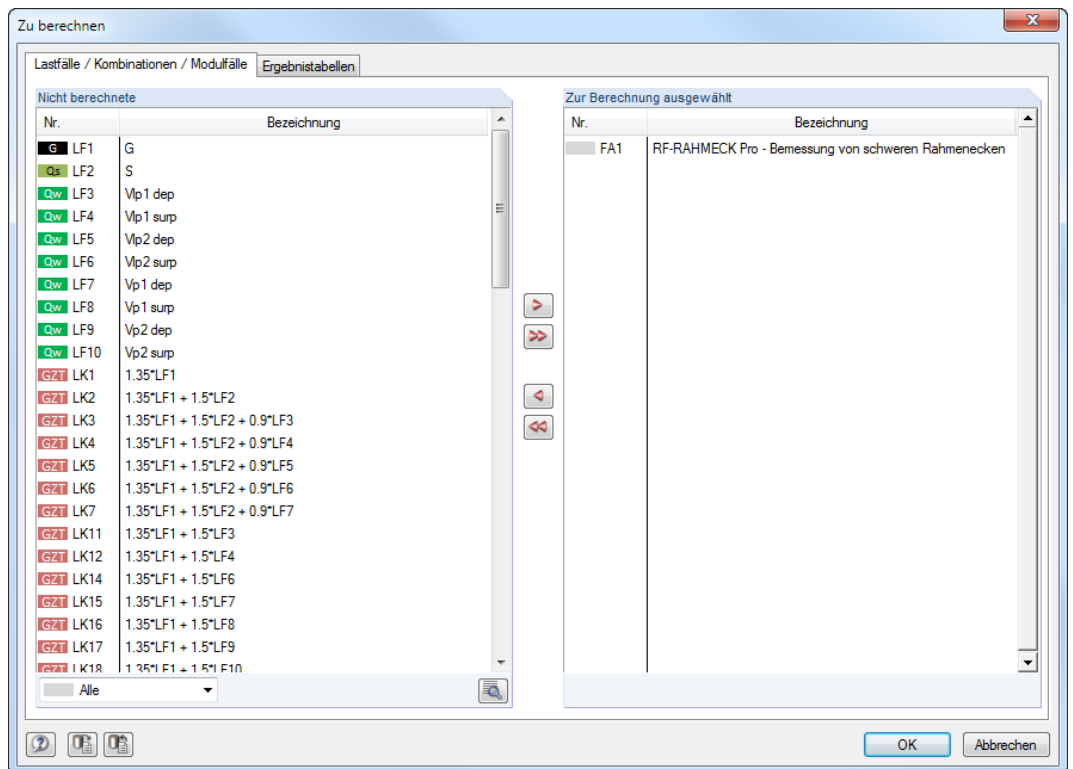 Zu berechnen
Lastfälle / Kombinationen / Modulfälle Ergebnistabellen
Nicht berechnete
Nr. Bezeichnung
G LF1 G
Qs LF2 S
Qw LF3 Vlp1 dep
Qw LF4 Vlp1 surp
Qw LF5 Vlp2 dep
Qw LF6 Vlp2 surp
Qw LF7 Vp1 dep
Qw LF8 Vp1 surp
Qw LF9 Vp2 dep
Qw LF10 Vp2 surp
GZT LK1 1.35*LF1
GZT LK2 1.35*LF1 + 1.5*LF2
GZT LK3 1.35*LF1 + 1.5*LF2 + 0.9*LF3
GZT LK4 1.35*LF1 + 1.5*LF2 + 0.9*LF4
GZT LK5 1.35*LF1 + 1.5*LF2 + 0.9*LF5
GZT LK6 1.35*LF1 + 1.5*LF2 + 0.9*LF6
GZT LK7 1.35*LF1 + 1.5*LF2 + 0.9*LF7
GZT LK11 1.35*LF1 + 1.5*LF3
GZT LK12 1.35*LF1 + 1.5*LF4
GZT LK14 1.35*LF1 + 1.5*LF6
GZT LK15 1.35*LF1 + 1.5*LF7
GZT LK16 1.35*LF1 + 1.5*LF8
GZT LK17 1.35*LF1 + 1.5*LF9
GZT LK18 1.35*LF1 + 1.5*LF10
Alle
Zur Berechnung ausgewählt
Nr. Bezeichnung
FA1 RF-RAHMECK Pro - Bemessung von schweren Rahmenecken
OK Abbrechen